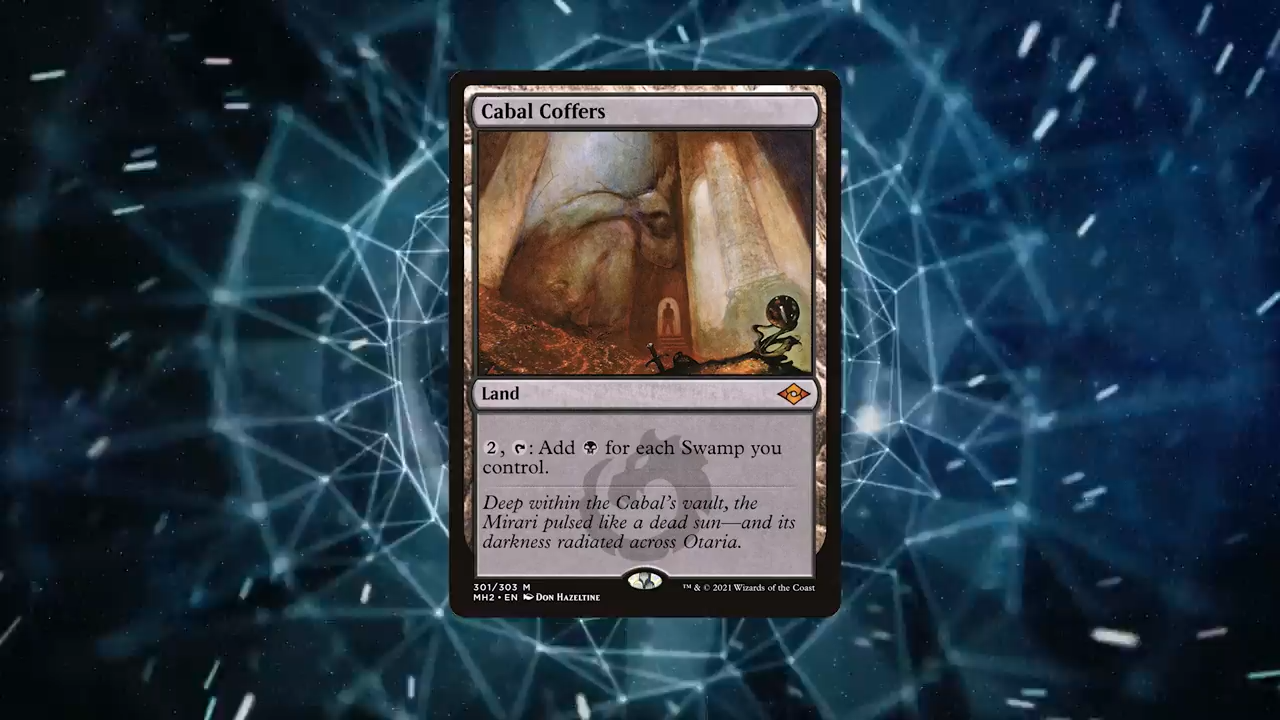 Cabal Coffers
Land
2, : Add for each Swamp you
control.
Deep within the Cabal's vault, the
Mirari pulsed like a dead sun—and its
darkness radiated across Otaria.
301/303 M
MH2 • EN Don Hazeltine
™ & © 2021 Wizards of the Coast